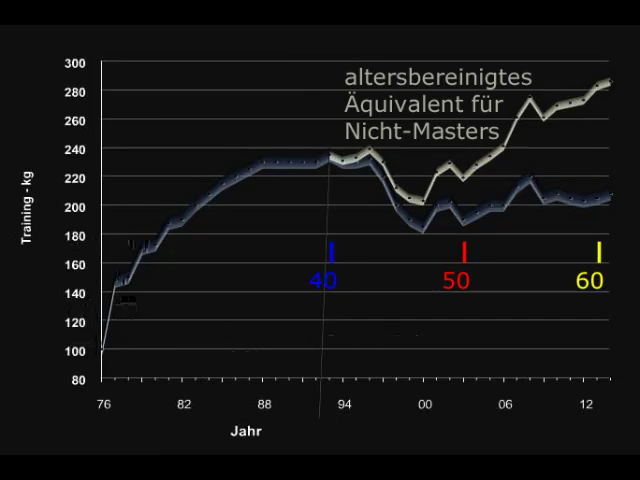 300
280
260
240
220
200
180
160
140
120
100
80
Training - kg
altersbereinigtes
Äquivalent für
Nicht-Masters
40
50
60
76 82 88 94 00 06 12
Jahr